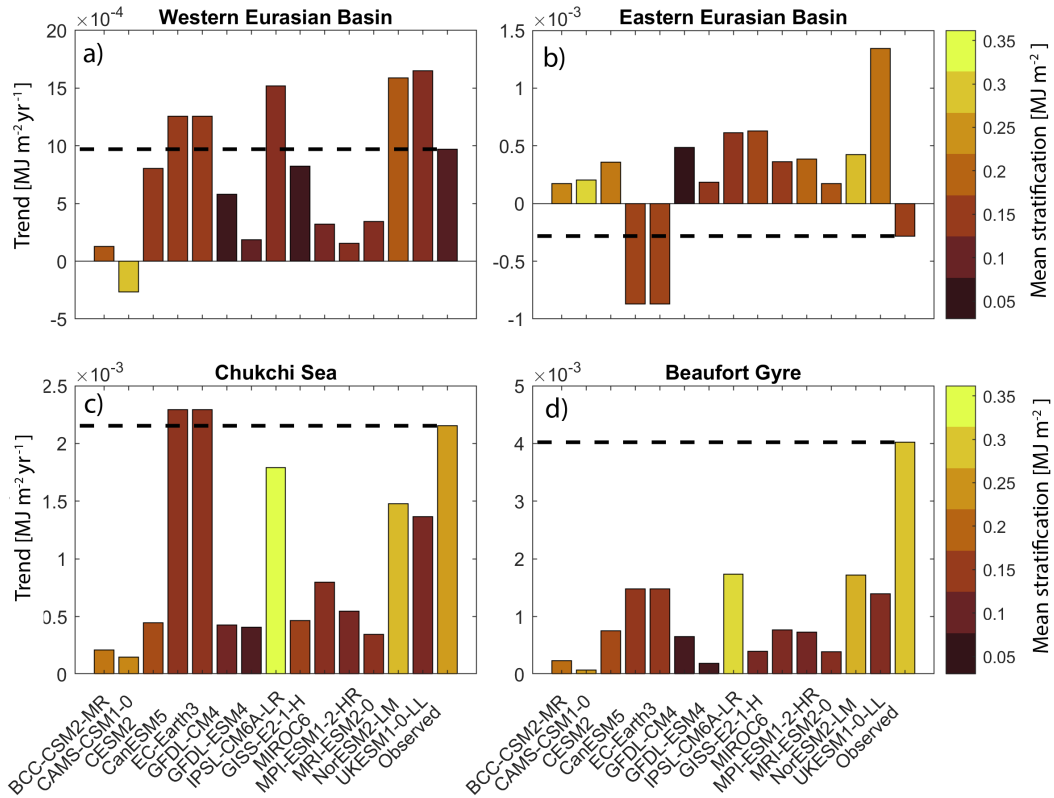 Western Eurasian Basin
Eastern Eurasian Basin
×10⁻⁴
×10⁻³
a)
b)
20
15
10
5
0
-5
Trend [MJ m⁻² yr⁻¹]
1.5
1
0.5
0
-0.5
-1
0.35
0.3
0.25
0.2
0.15
0.1
0.05
Mean stratification [MJ m⁻²]
Chukchi Sea
Beaufort Gyre
×10⁻³
×10⁻³
c)
d)
2.5
2
1.5
1
0.5
0
Trend [MJ m⁻² yr⁻¹]
5
4
3
2
1
0
0.35
0.3
0.25
0.2
0.15
0.1
0.05
Mean stratification [MJ m⁻²]
BCC-CSM2-MR
CAMS-CSM1-0
CESM2
CanESM5
EC-Earth3
GFDL-CM4
GFDL-ESM4
IPSL-CM6A-LR
GISS-E2-1-H
MIROC6
MPI-ESM1-2-HR
MRI-ESM2-0
NorESM2-LM
UKESM1-0-LL
Observed
BCC-CSM2-MR
CAMS-CSM1-0
CESM2
CanESM5
EC-Earth3
GFDL-CM4
GFDL-ESM4
IPSL-CM6A-LR
GISS-E2-1-H
MIROC6
MPI-ESM1-2-HR
MRI-ESM2-0
NorESM2-LM
UKESM1-0-LL
Observed